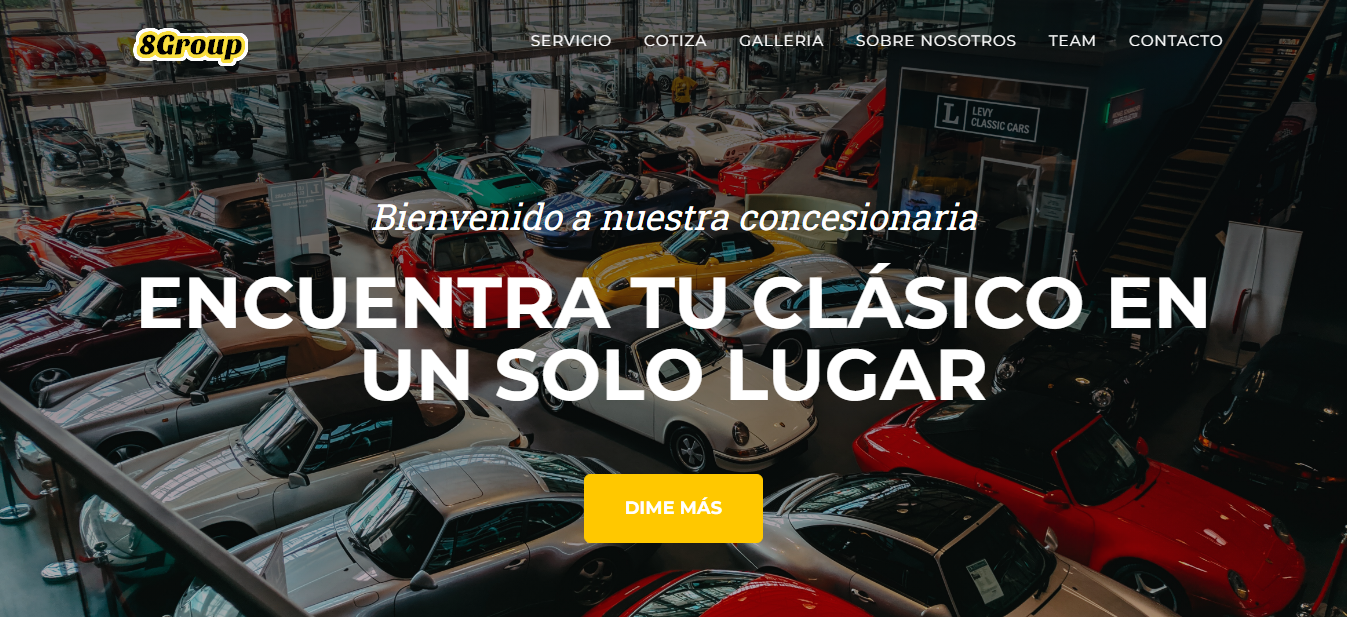 8Group
SERVICIO COTIZA GALLERIA SOBRE NOSOTROS TEAM CONTACTO
L LEVY
CLASSIC CARS
Bienvenido a nuestra concesionaria
ENCUENTRA TU CLÁSICO EN
UN SOLO LUGAR
DIME MÁS